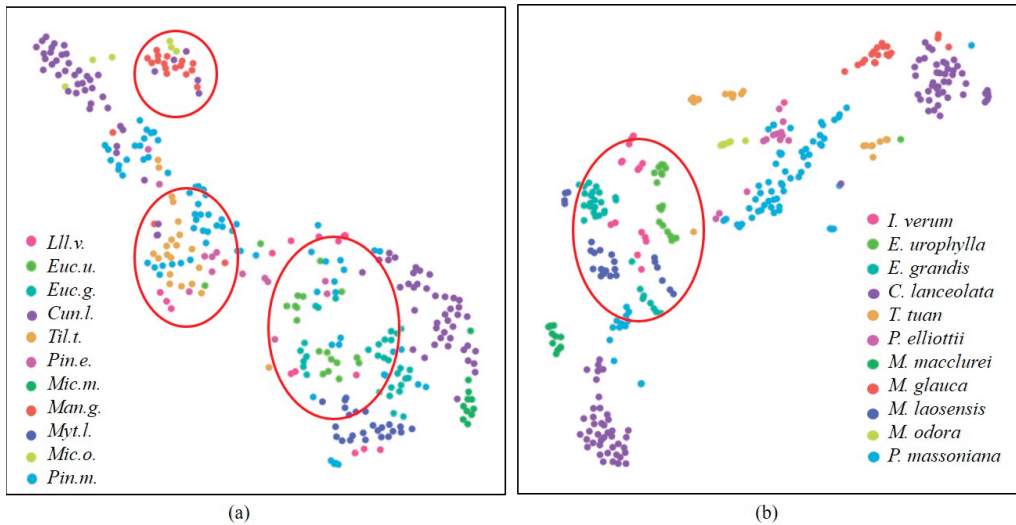 Lll.v.
Euc.u.
Euc.g.
Cun.l.
Til.t.
Pin.e.
Mic.m.
Man.g.
Myt.l.
Mic.o.
Pin.m.
(a)
I. verum
E. urophylla
E. grandis
C. lanceolata
T. tuan
P. elliottii
M. macclurei
M. glauca
M. laosensis
M. odora
P. massoniana
(b)